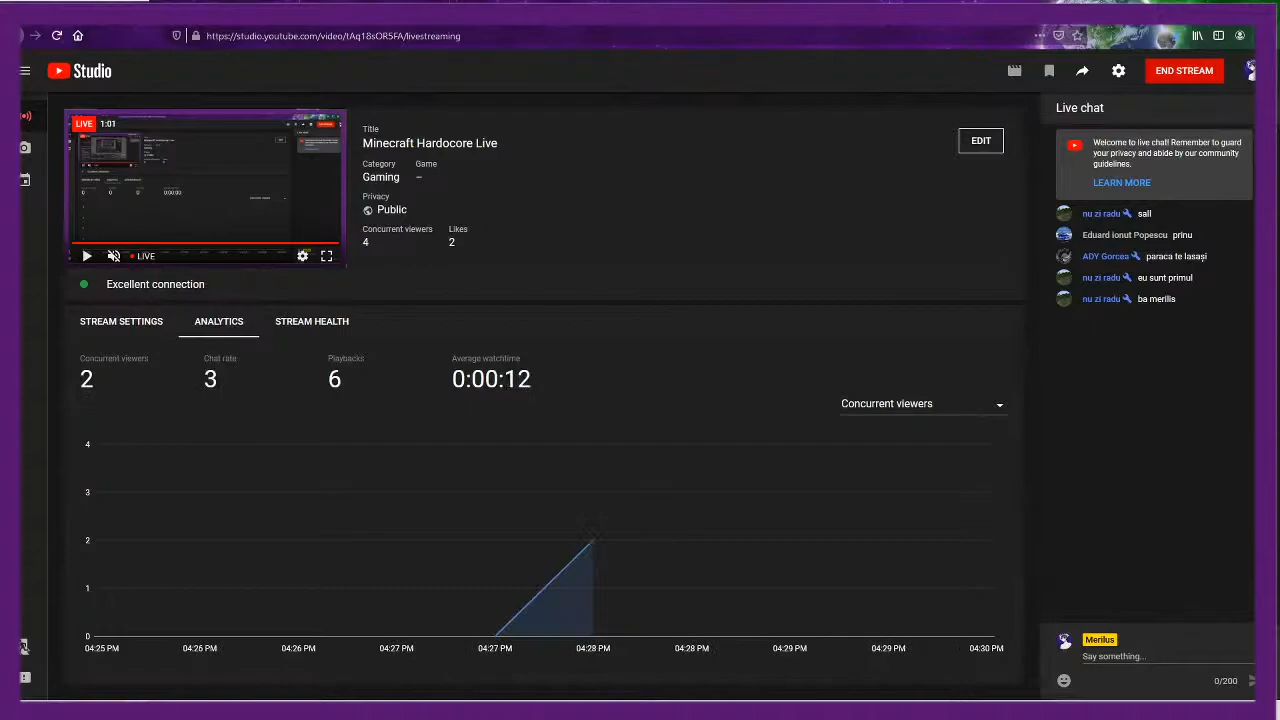 https://studio.youtube.com/video/tAq18sOR5FA/livestreaming
Studio
END STREAM
LIVE 1:01
LIVE
Title
Minecraft Hardcore Live
Category Game
Gaming –
Privacy
Public
Concurrent viewers Likes
4 2
EDIT
Excellent connection
STREAM SETTINGS ANALYTICS STREAM HEALTH
Concurrent viewers Chat rate Playbacks Average watchtime
2 3 6 0:00:12
Concurrent viewers
4
3
2
1
0
04:25 PM 04:26 PM 04:26 PM 04:27 PM 04:27 PM 04:28 PM 04:28 PM 04:29 PM 04:29 PM 04:30 PM
Live chat
Welcome to live chat! Remember to guard
your privacy and abide by our community
guidelines.
LEARN MORE
nu zi radu sall
Eduard Ionut Popescu prinu
ADY Gorcea paraca te lasași
nu zi radu eu sunt primul
nu zi radu ba merilis
Merilus
Say something...
0/200